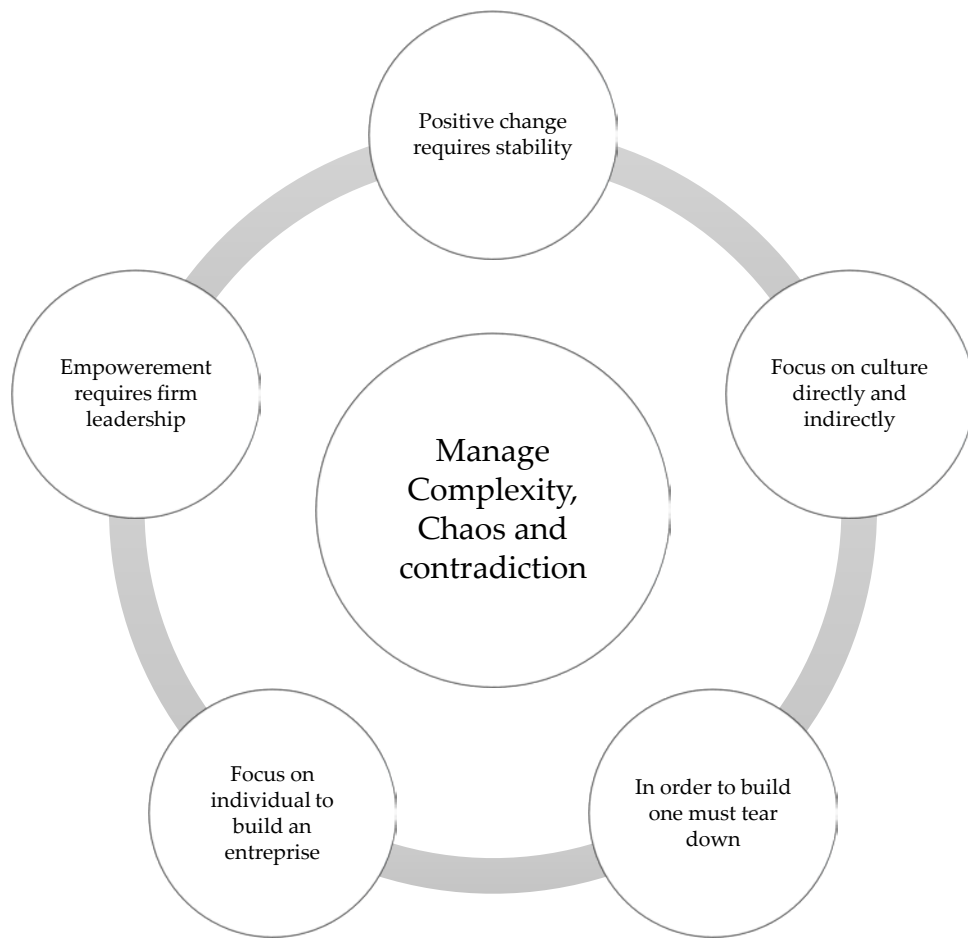 Positive change
requires stability
Focus on culture
directly and
indirectly
In order to build
one must tear
down
Focus on
individual to
build an
entreprise
Empowerement
requires firm
leadership
Manage
Complexity,
Chaos and
contradiction